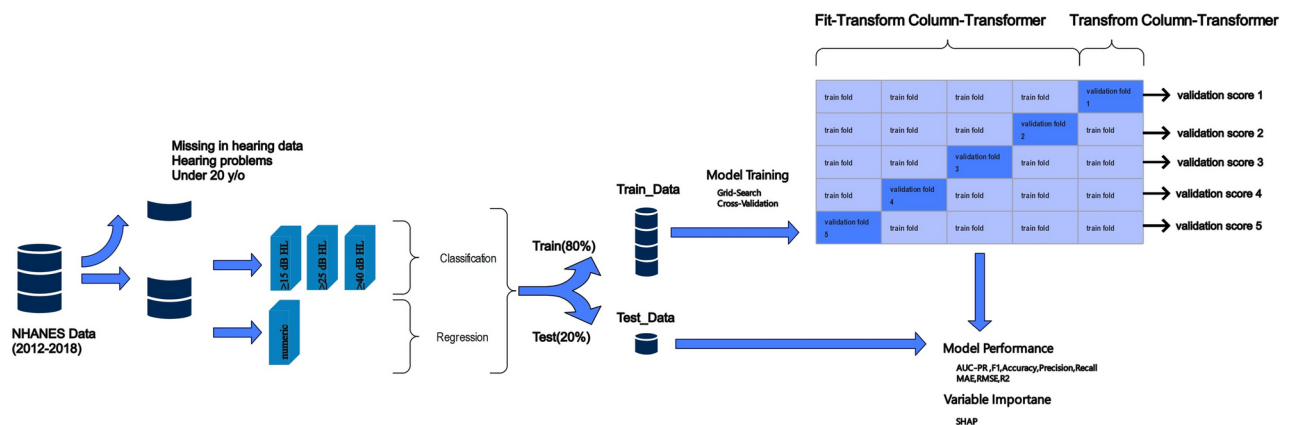 Fit-Transform Column-Transformer
Transfrom Column-Transformer
train fold train fold train fold train fold validation fold 1
validation score 1
train fold train fold train fold validation fold 2 train fold
validation score 2
train fold train fold validation fold 3 train fold train fold
validation score 3
train fold validation fold 4 train fold train fold train fold
validation score 4
validation fold 5 train fold train fold train fold train fold
validation score 5
Missing in hearing data
Hearing problems
Under 20 y/o
NHANES Data
(2012-2018)
≥15 dB HL
≥25 dB HL
≥40 dB HL
numeric
Classification
Regression
Train(80%)
Test(20%)
Train_Data
Test_Data
Model Training
Grid-Search
Cross-Validation
Model Performance
AUC-PR ,F1,Accuracy,Precision,Recall
MAE,RMSE,R2
Variable Importane
SHAP